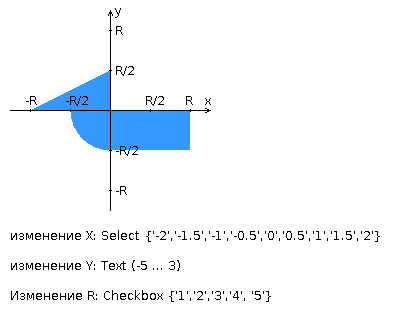 y
R
R/2
-R
-R/2
R/2
R
x
-R/2
-R
изменение X: Select {'-2','-1.5','-1','-0.5','0','0.5','1','1.5','2'}
изменение Y: Text (-5 ... 3)
Изменение R: Checkbox {'1','2','3','4', '5'}